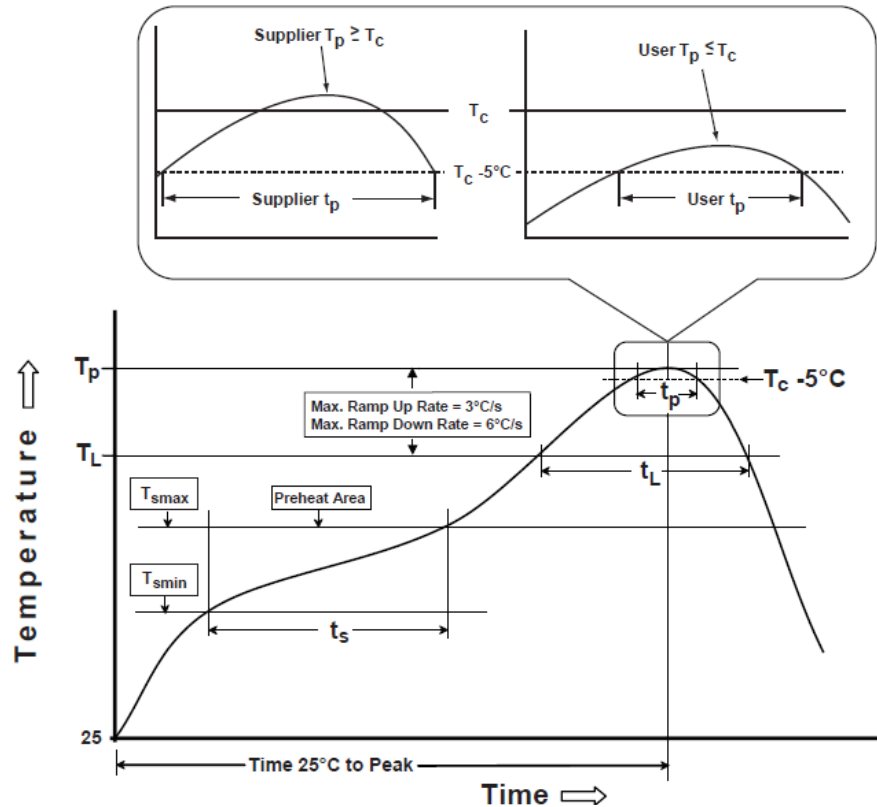 Supplier Tp ≥ Tc
User Tp ≤ Tc
Tc
Tc -5°C
Supplier tp
User tp
Tp
Tc -5°C
tp
Max. Ramp Up Rate = 3°C/s
Max. Ramp Down Rate = 6°C/s
TL
tL
Tsmax
Preheat Area
Tsmin
ts
Temperature
25
Time 25°C to Peak
Time